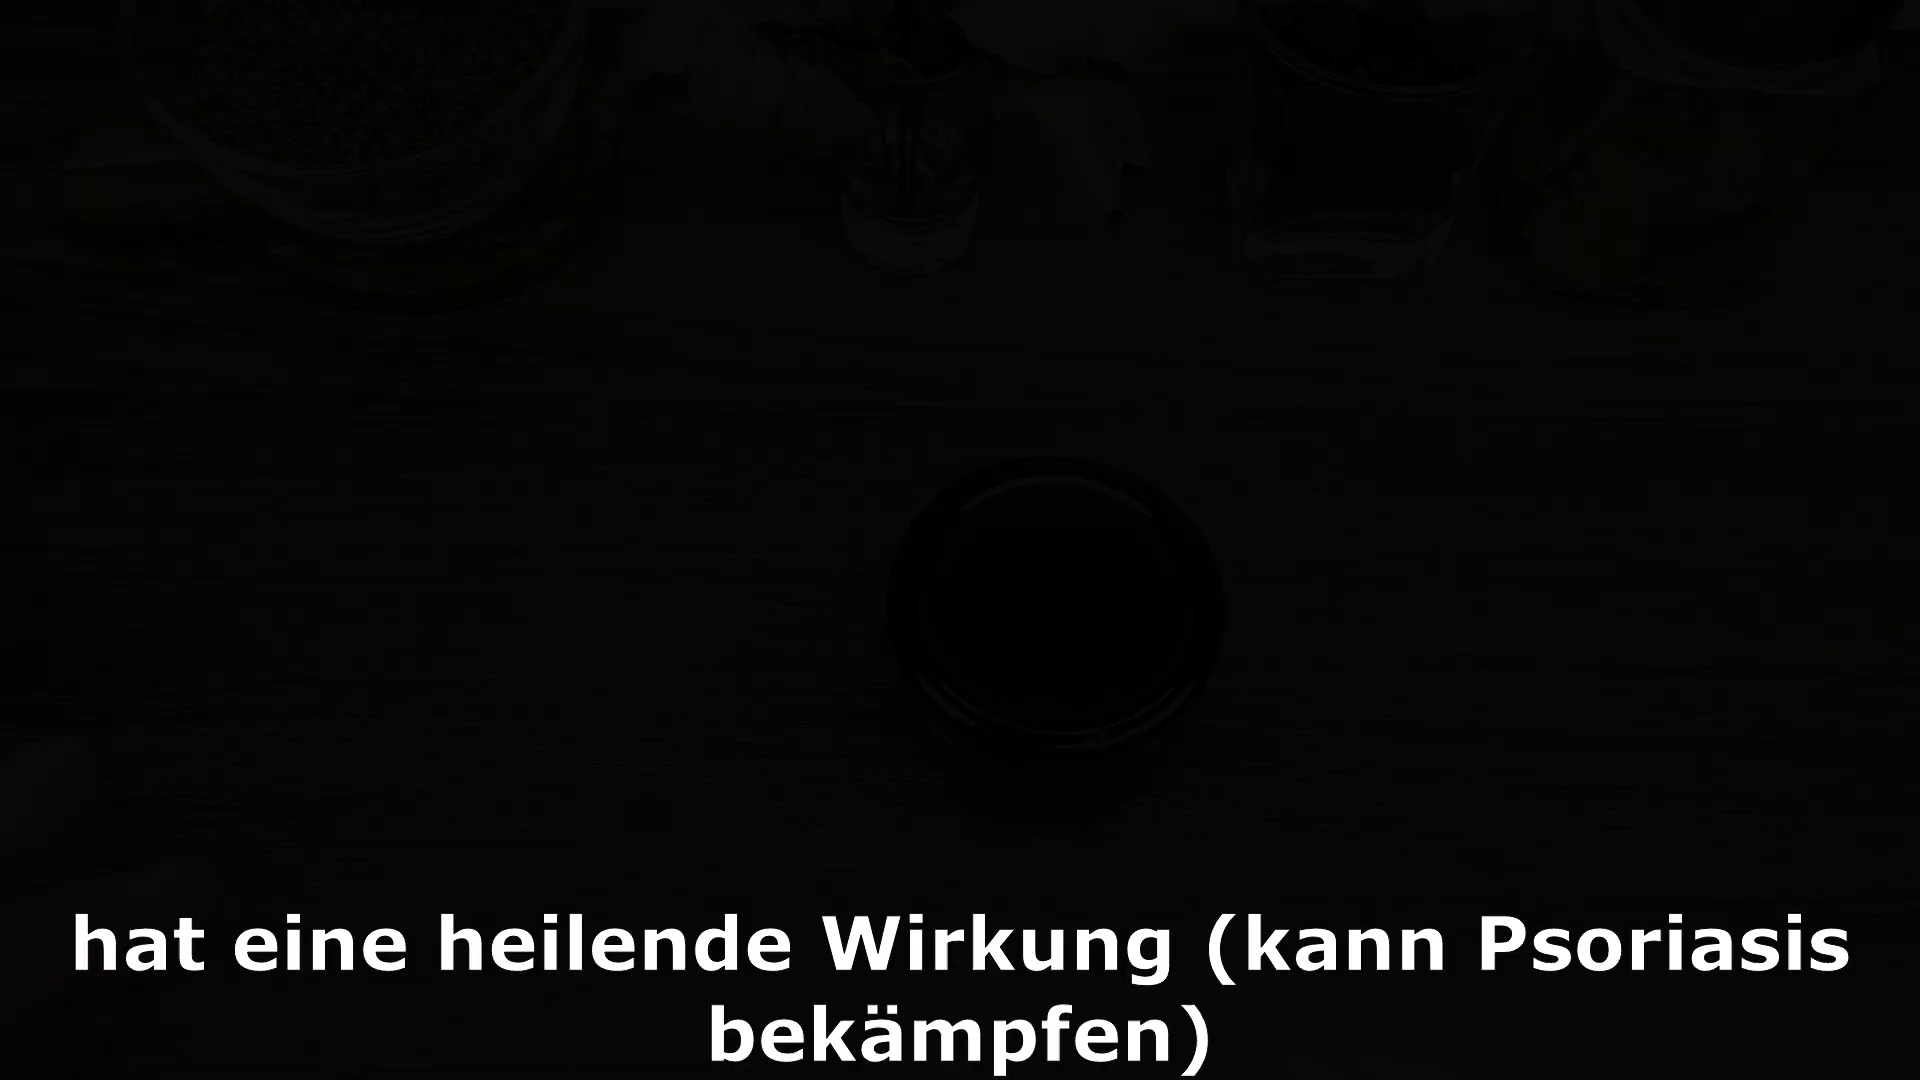 hat eine heilende Wirkung (kann Psoriasis
bekämpfen)